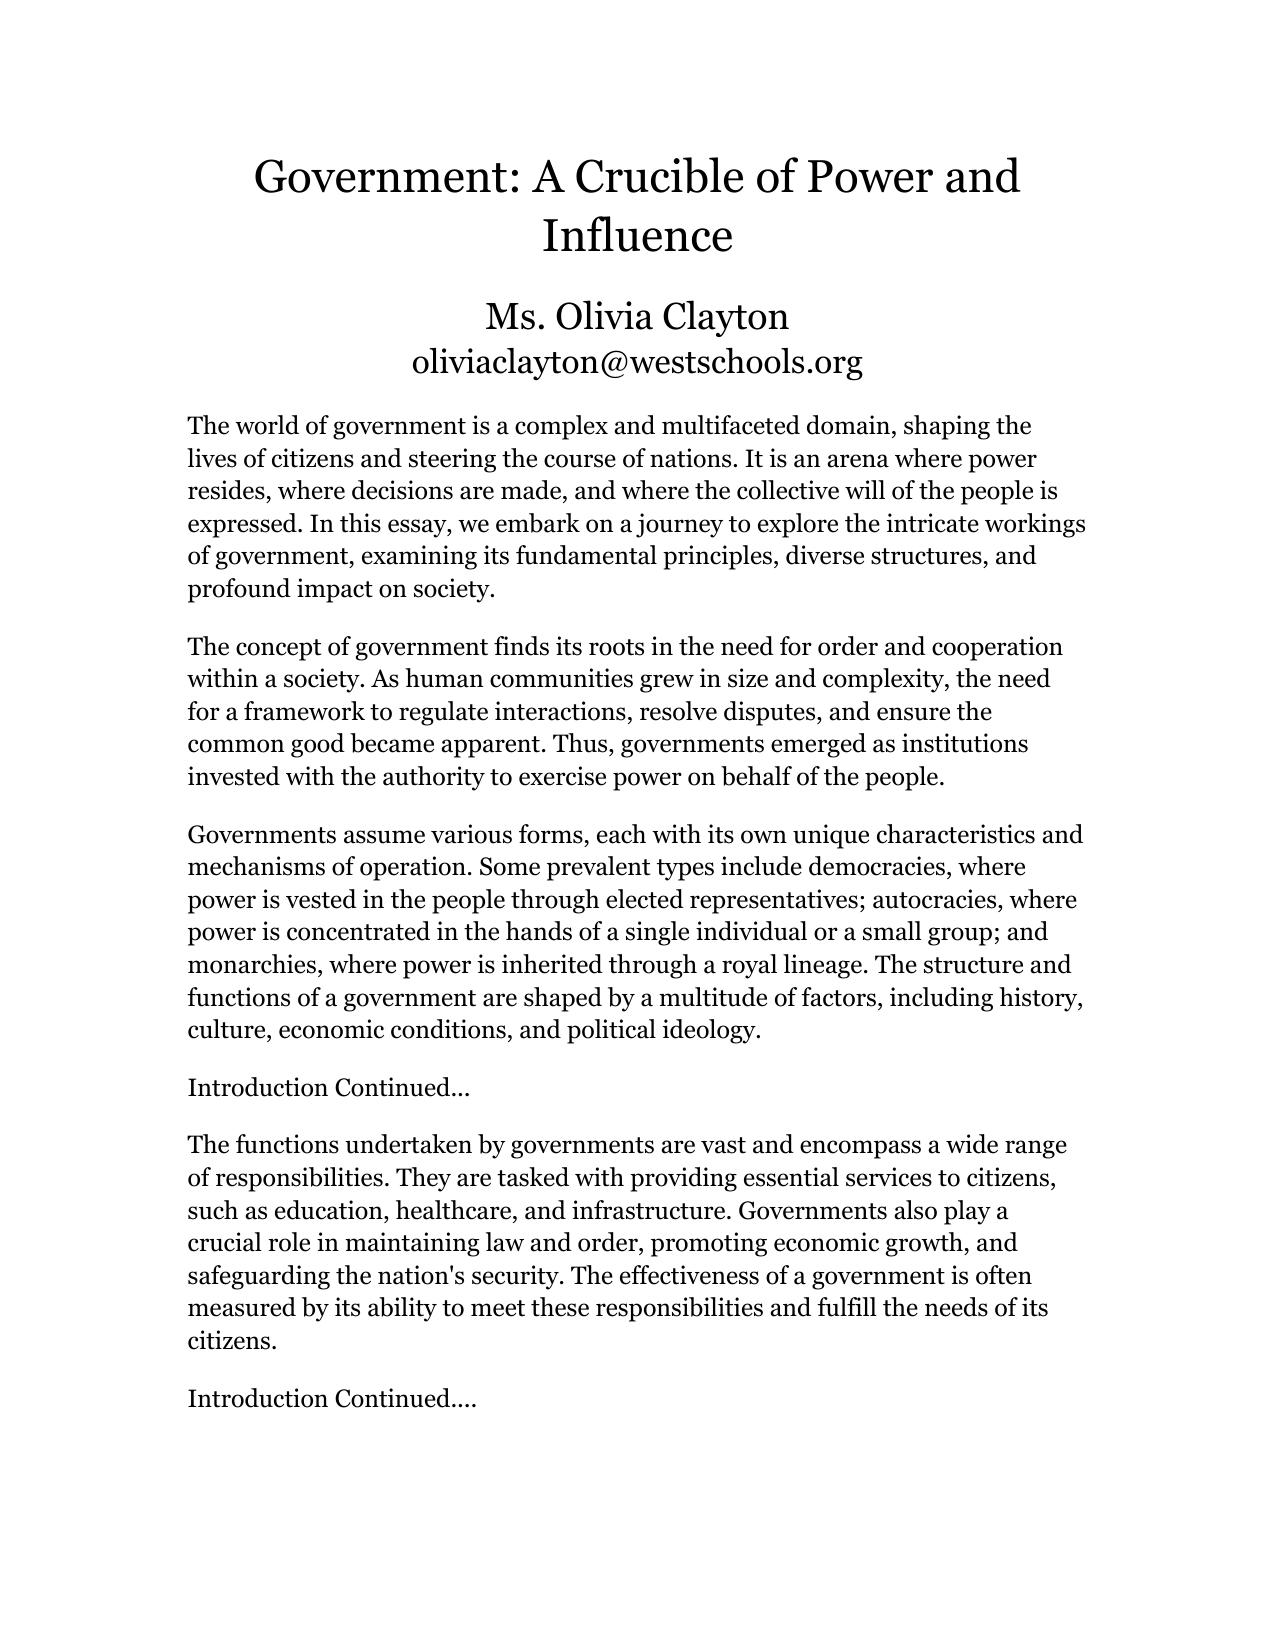 Government: A Crucible of Power and
Influence
Ms. Olivia Clayton
oliviaclayton@westschools.org
The world of government is a complex and multifaceted domain, shaping the
lives of citizens and steering the course of nations. It is an arena where power
resides, where decisions are made, and where the collective will of the people is
expressed. In this essay, we embark on a journey to explore the intricate workings
of government, examining its fundamental principles, diverse structures, and
profound impact on society.
The concept of government finds its roots in the need for order and cooperation
within a society. As human communities grew in size and complexity, the need
for a framework to regulate interactions, resolve disputes, and ensure the
common good became apparent. Thus, governments emerged as institutions
invested with the authority to exercise power on behalf of the people.
Governments assume various forms, each with its own unique characteristics and
mechanisms of operation. Some prevalent types include democracies, where
power is vested in the people through elected representatives; autocracies, where
power is concentrated in the hands of a single individual or a small group; and
monarchies, where power is inherited through a royal lineage. The structure and
functions of a government are shaped by a multitude of factors, including history,
culture, economic conditions, and political ideology.
Introduction Continued...
The functions undertaken by governments are vast and encompass a wide range
of responsibilities. They are tasked with providing essential services to citizens,
such as education, healthcare, and infrastructure. Governments also play a
crucial role in maintaining law and order, promoting economic growth, and
safeguarding the nation's security. The effectiveness of a government is often
measured by its ability to meet these responsibilities and fulfill the needs of its
citizens.
Introduction Continued....